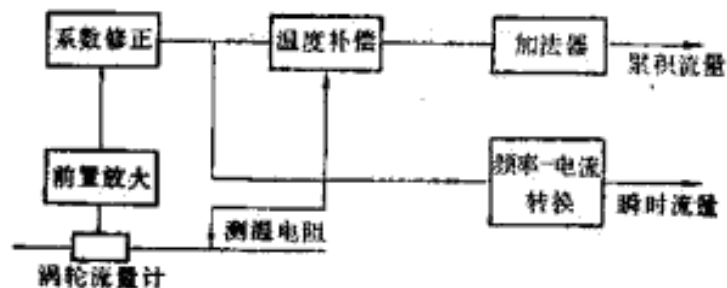 系数修正
温度补偿
加法器
累积流量
前置放大
频率-电流
转换
瞬时流量
测温电阻
涡轮流量计